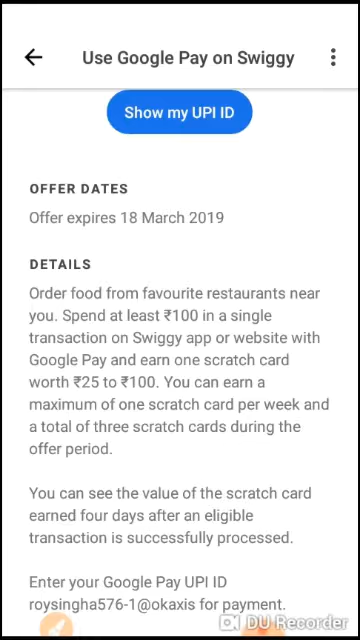 Use Google Pay on Swiggy
Show my UPI ID
OFFER DATES
Offer expires 18 March 2019
DETAILS
Order food from favourite restaurants near
you. Spend at least ₹100 in a single
transaction on Swiggy app or website with
Google Pay and earn one scratch card
worth ₹25 to ₹100. You can earn a
maximum of one scratch card per week and
a total of three scratch cards during the
offer period.
You can see the value of the scratch card
earned four days after an eligible
transaction is successfully processed.
Enter your Google Pay UPI ID
roysingha576-1@okaxis for payment.
DU Recorder